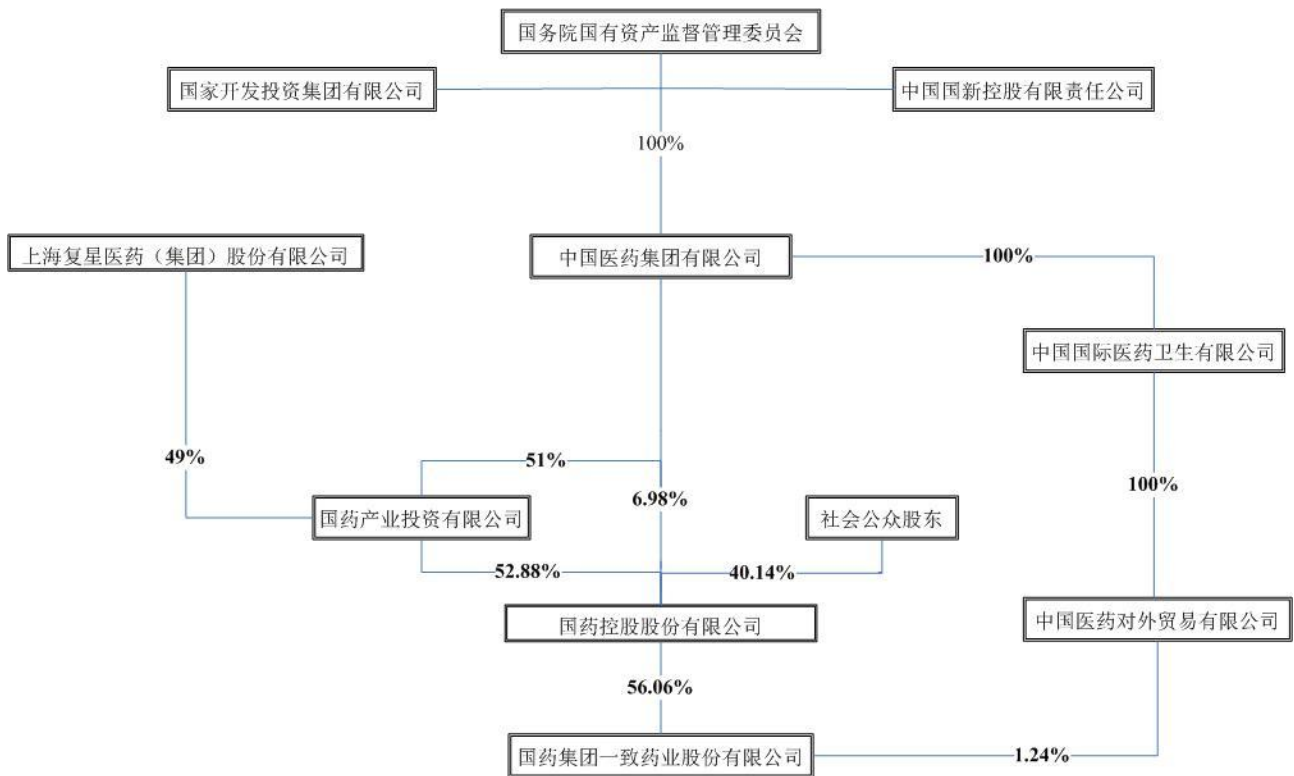 国务院国有资产监督管理委员会
国家开发投资集团有限公司
中国国新控股有限责任公司
100%
上海复星医药（集团）股份有限公司
中国医药集团有限公司
100%
中国国际医药卫生有限公司
49%
51%
100%
6.98%
国药产业投资有限公司
社会公众股东
52.88%
40.14%
国药控股股份有限公司
中国医药对外贸易有限公司
56.06%
国药集团一致药业股份有限公司
1.24%